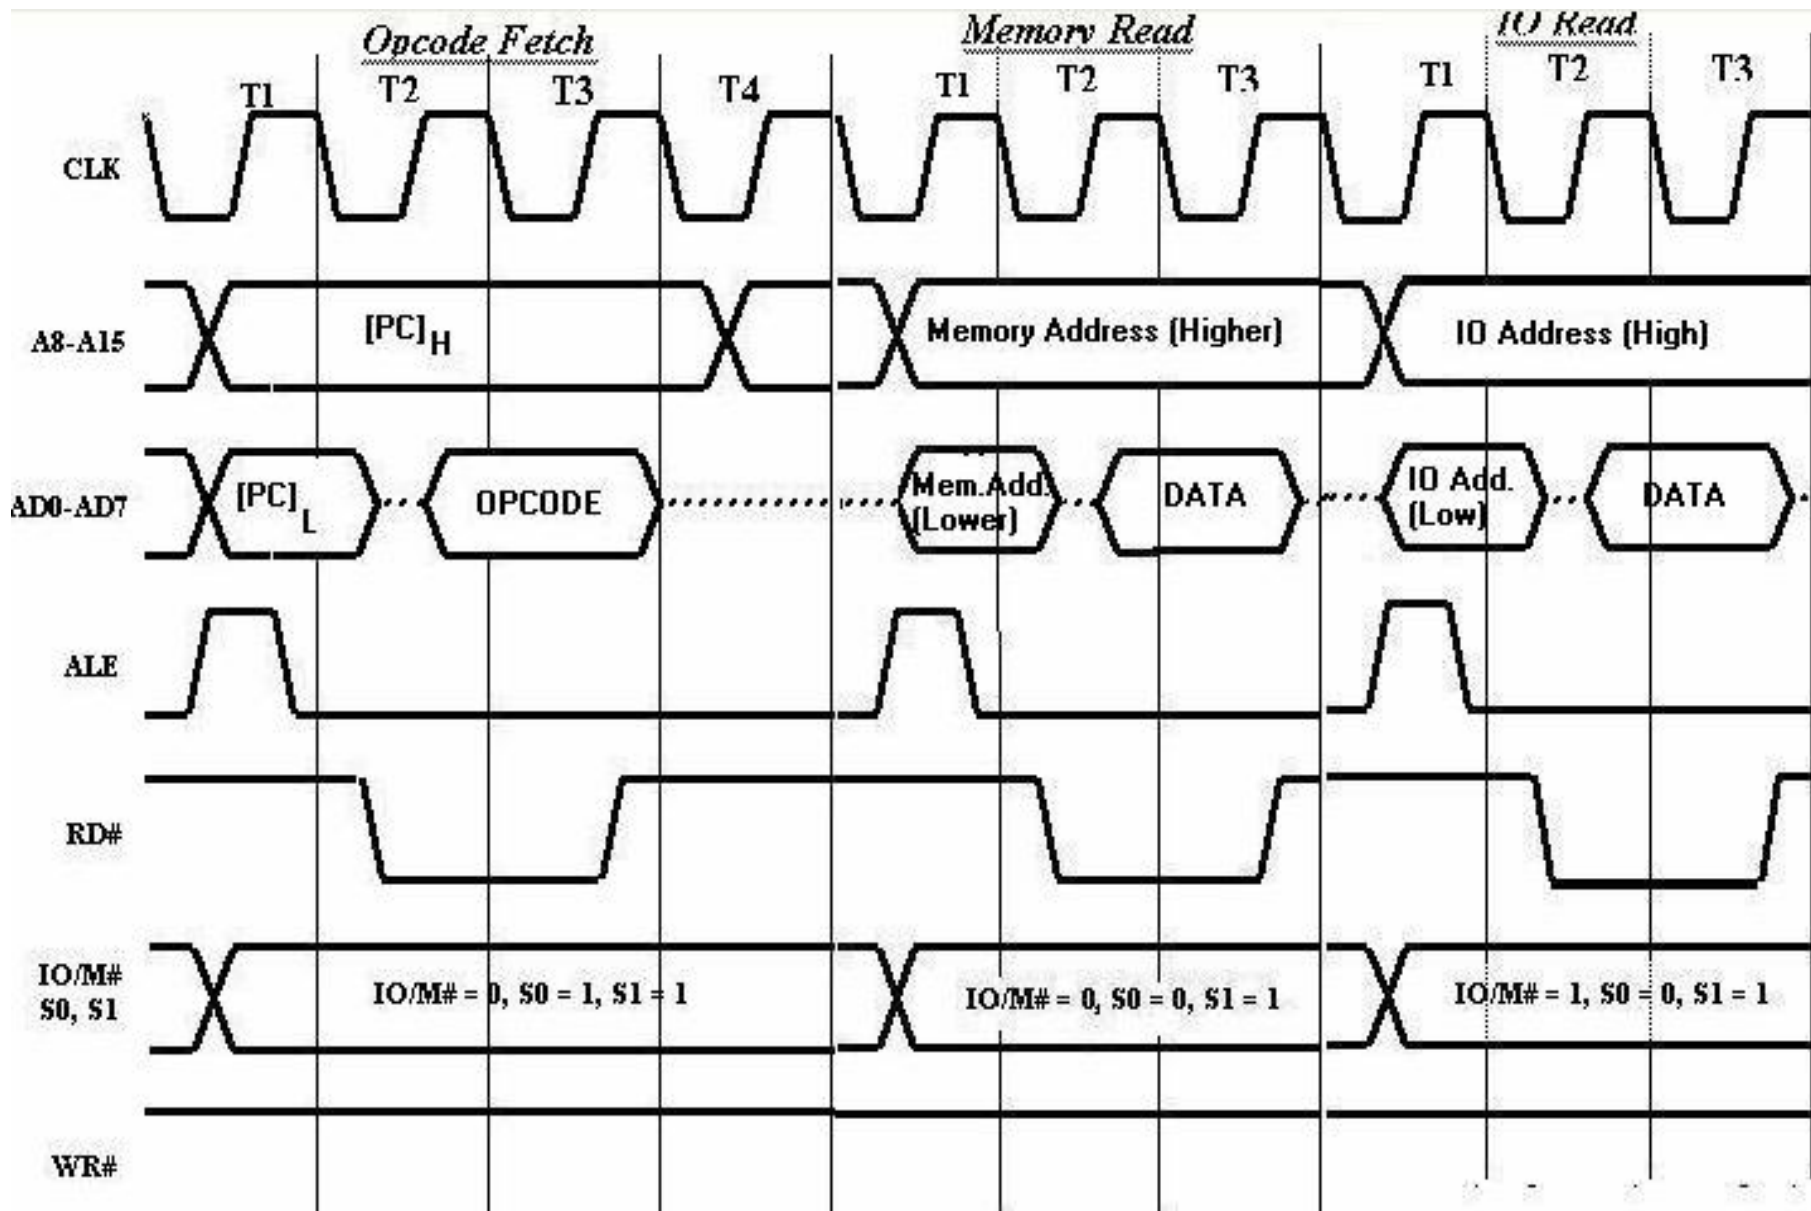 Opcode Fetch
Memory Read
IO Read
T1 T2 T3 T4 T1 T2 T3 T1 T2 T3
CLK
A8-A15
[PC]H
Memory Address (Higher)
IO Address (High)
AD0-AD7
[PC]L
OPCODE
Mem.Add.
(Lower)
DATA
IO Add.
(Low)
DATA
ALE
RD#
IO/M#
S0, S1
IO/M# = 0, S0 = 1, S1 = 1
IO/M# = 0, S0 = 0, S1 = 1
IO/M# = 1, S0 = 0, S1 = 1
WR#